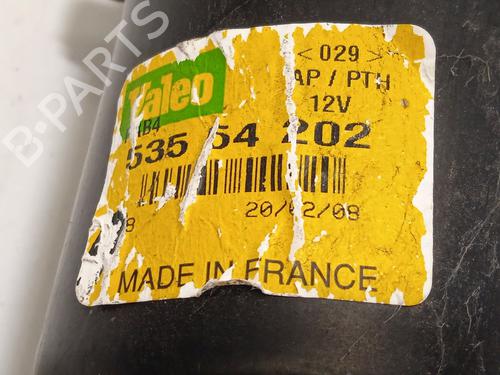 Valeo
< 029 >
AP / PTH
12V
535 54 202
20/02/08
MADE IN FRANCE
B-PARTS